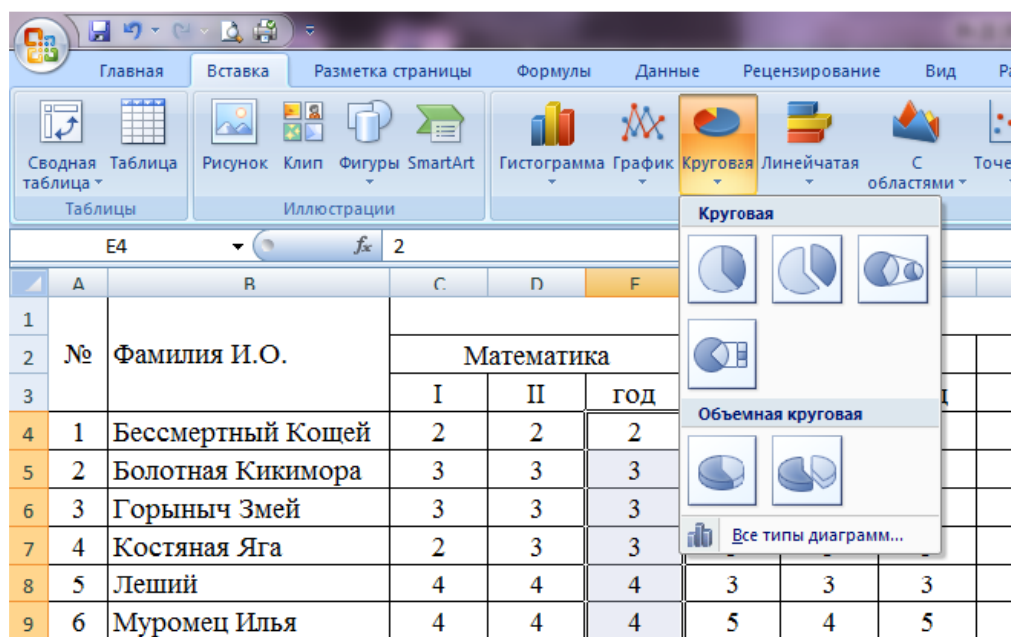 Главная Вставка Разметка страницы Формулы Данные Рецензирование Вид
Сводная таблица Таблица Рисунок Клип Фигуры SmartArt Гистограмма График Круговая Линейчатая С областями
Таблицы Иллюстрации
Круговая
E4 fx 2
A B C D E
1
2 № Фамилия И.О. Математика
3 I II год
Объемная круговая
4 1 Бессмертный Кощей 2 2 2
5 2 Болотная Кикимора 3 3 3
6 3 Горыныч Змей 3 3 3
Все типы диаграмм...
7 4 Костяная Яга 2 3 3
8 5 Леший 4 4 4 3 3 3
9 6 Муромец Илья 4 4 4 5 4 5